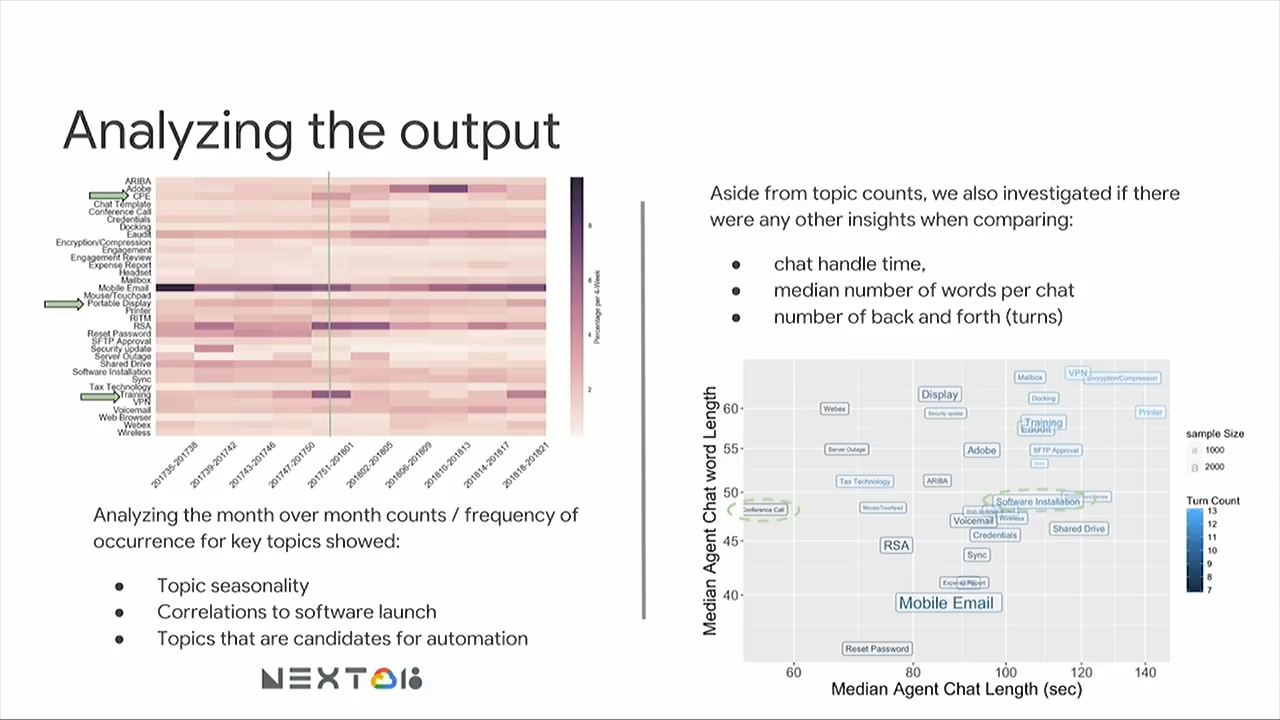 Analyzing the output
ARIBA
Adobe
CPE
Chat Template
Conference Call
Credentials
Docking
Eaudit
Encryption/Compression
Engagement
Engagement Review
Expense Report
Headset
Mailbox
Mobile Email
Mouse/Touchpad
Portable Display
Printer
RITM
RSA
Reset Password
SFTP Approval
Security update
Server Outage
Shared Drive
Software Installation
Sync
Tax Technology
Training
VPN
Voicemail
Web Browser
Webex
Wireless
201735-201738
201739-201742
201743-201746
201747-201750
201802-201805
201806-201809
201810-201813
201814-201817
201818-201821
8
6
4
2
Percentage per 4-Week
Analyzing the month over month counts / frequency of
occurrence for key topics showed:
● Topic seasonality
● Correlations to software launch
● Topics that are candidates for automation
NEXT 18
Aside from topic counts, we also investigated if there
were any other insights when comparing:
● chat handle time,
● median number of words per chat
● number of back and forth (turns)
Median Agent Chat word Length
60
55
50
45
40
Mailbox
VPN
Encryption/Compression
Display
Docking
Webex
Security update
Printer
Training
Eaudit
Server Outage
Adobe
SFTP Approval
Tax Technology
ARIBA
Software Installation
Conference Call
Mouse/Touchpad
Voicemail
Wireless
Credentials
Shared Drive
RSA
Sync
Mobile Email
Reset Password
60
80
100
120
140
Median Agent Chat Length (sec)
sample Size
a 1000
a 2000
Turn Count
13
12
11
10
9
8
7